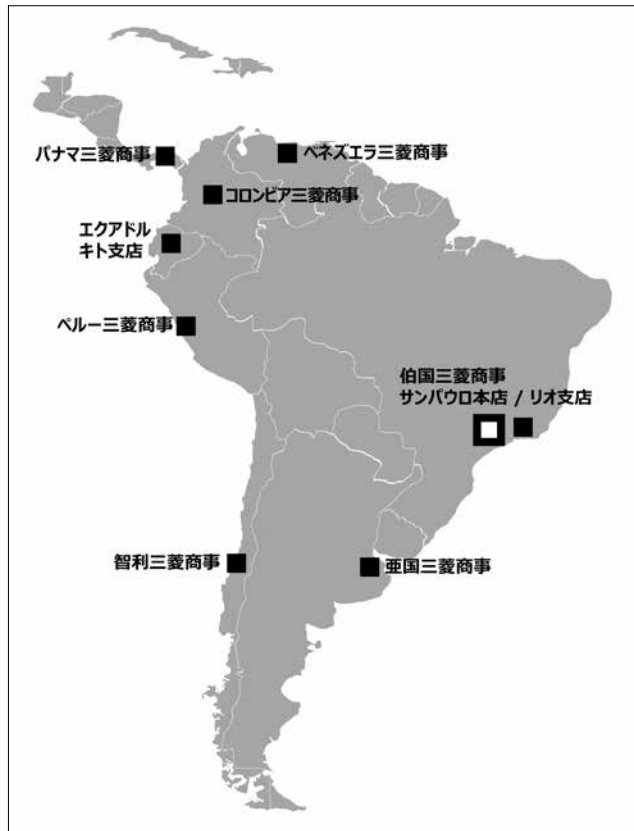 パナマ三菱商事
ベネズエラ三菱商事
コロンビア三菱商事
エクアドル
キト支店
ペルー三菱商事
伯国三菱商事
サンパウロ本店 / リオ支店
智利三菱商事
亜国三菱商事